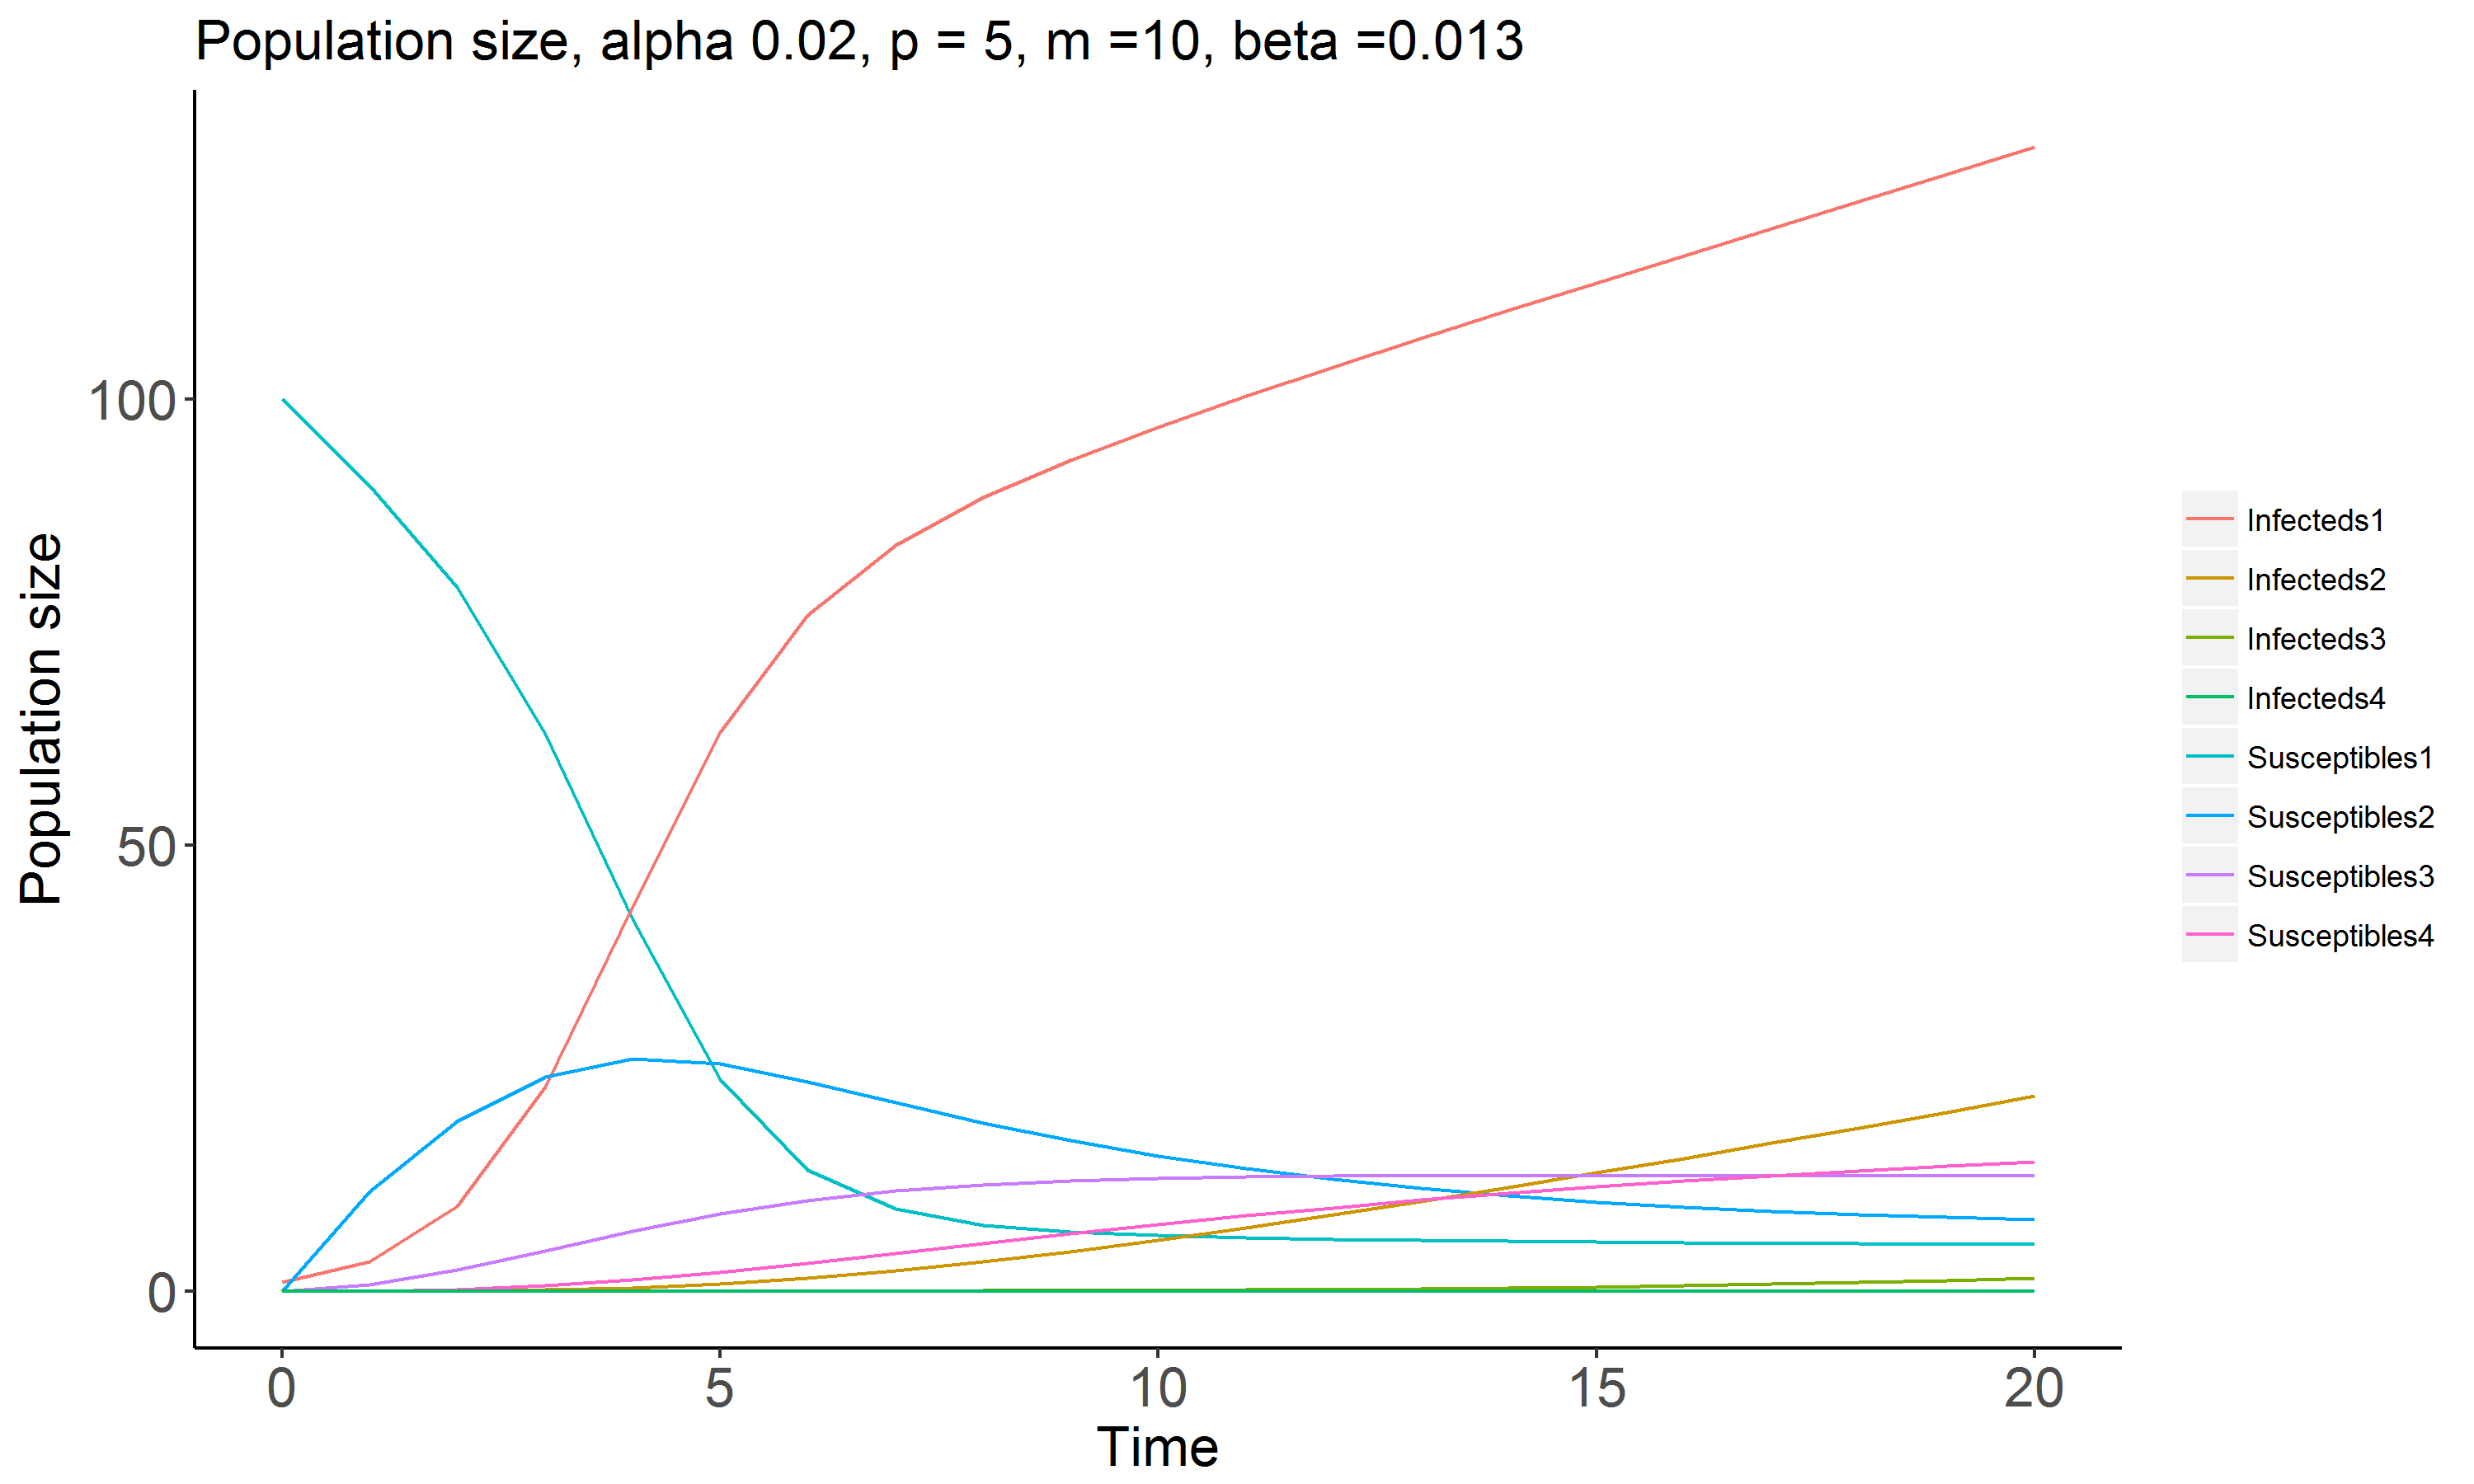 Population size, alpha 0.02, p = 5, m =10, beta =0.013
Population size
100
50
0
0 5 10 15 20
Time
Infecteds1
Infecteds2
Infecteds3
Infecteds4
Susceptibles1
Susceptibles2
Susceptibles3
Susceptibles4